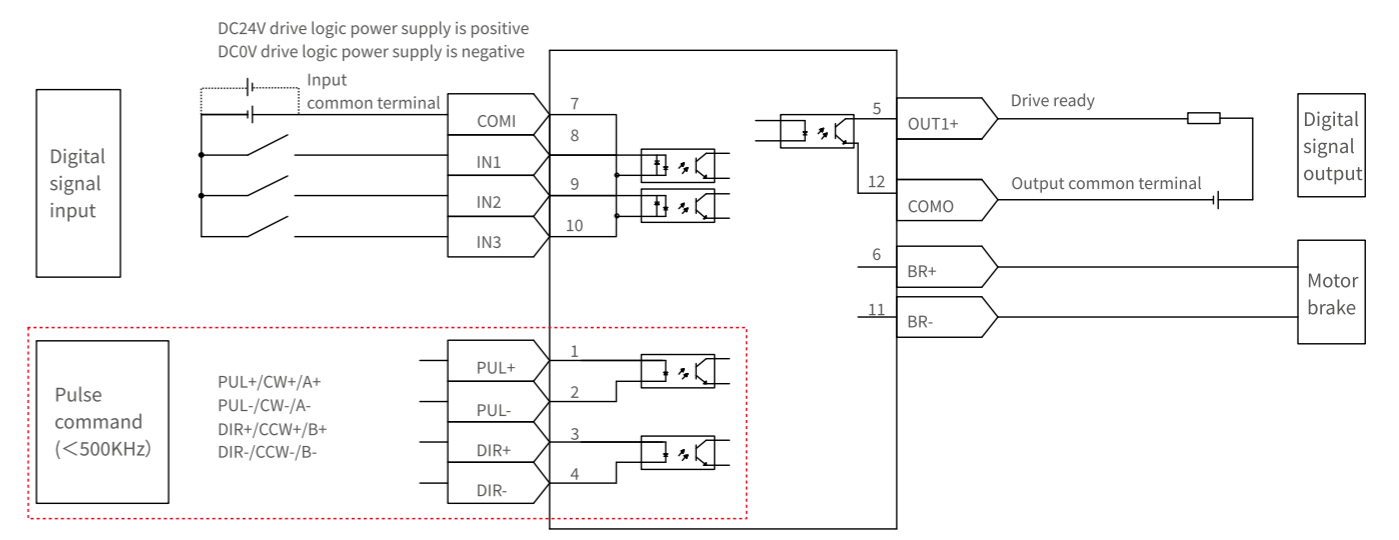 DC24V drive logic power supply is positive
DC0V drive logic power supply is negative
Input
common terminal
Digital
signal
input
COMI
IN1
IN2
IN3
7
8
9
10
5
12
6
11
OUT1+
COMO
BR+
BR-
Drive ready
Output common terminal
Digital
signal
output
Motor
brake
Pulse
command
(<500KHz)
PUL+/CW+/A+
PUL-/CW-/A-
DIR+/CCW+/B+
DIR-/CCW-/B-
PUL+
PUL-
DIR+
DIR-
1
2
3
4